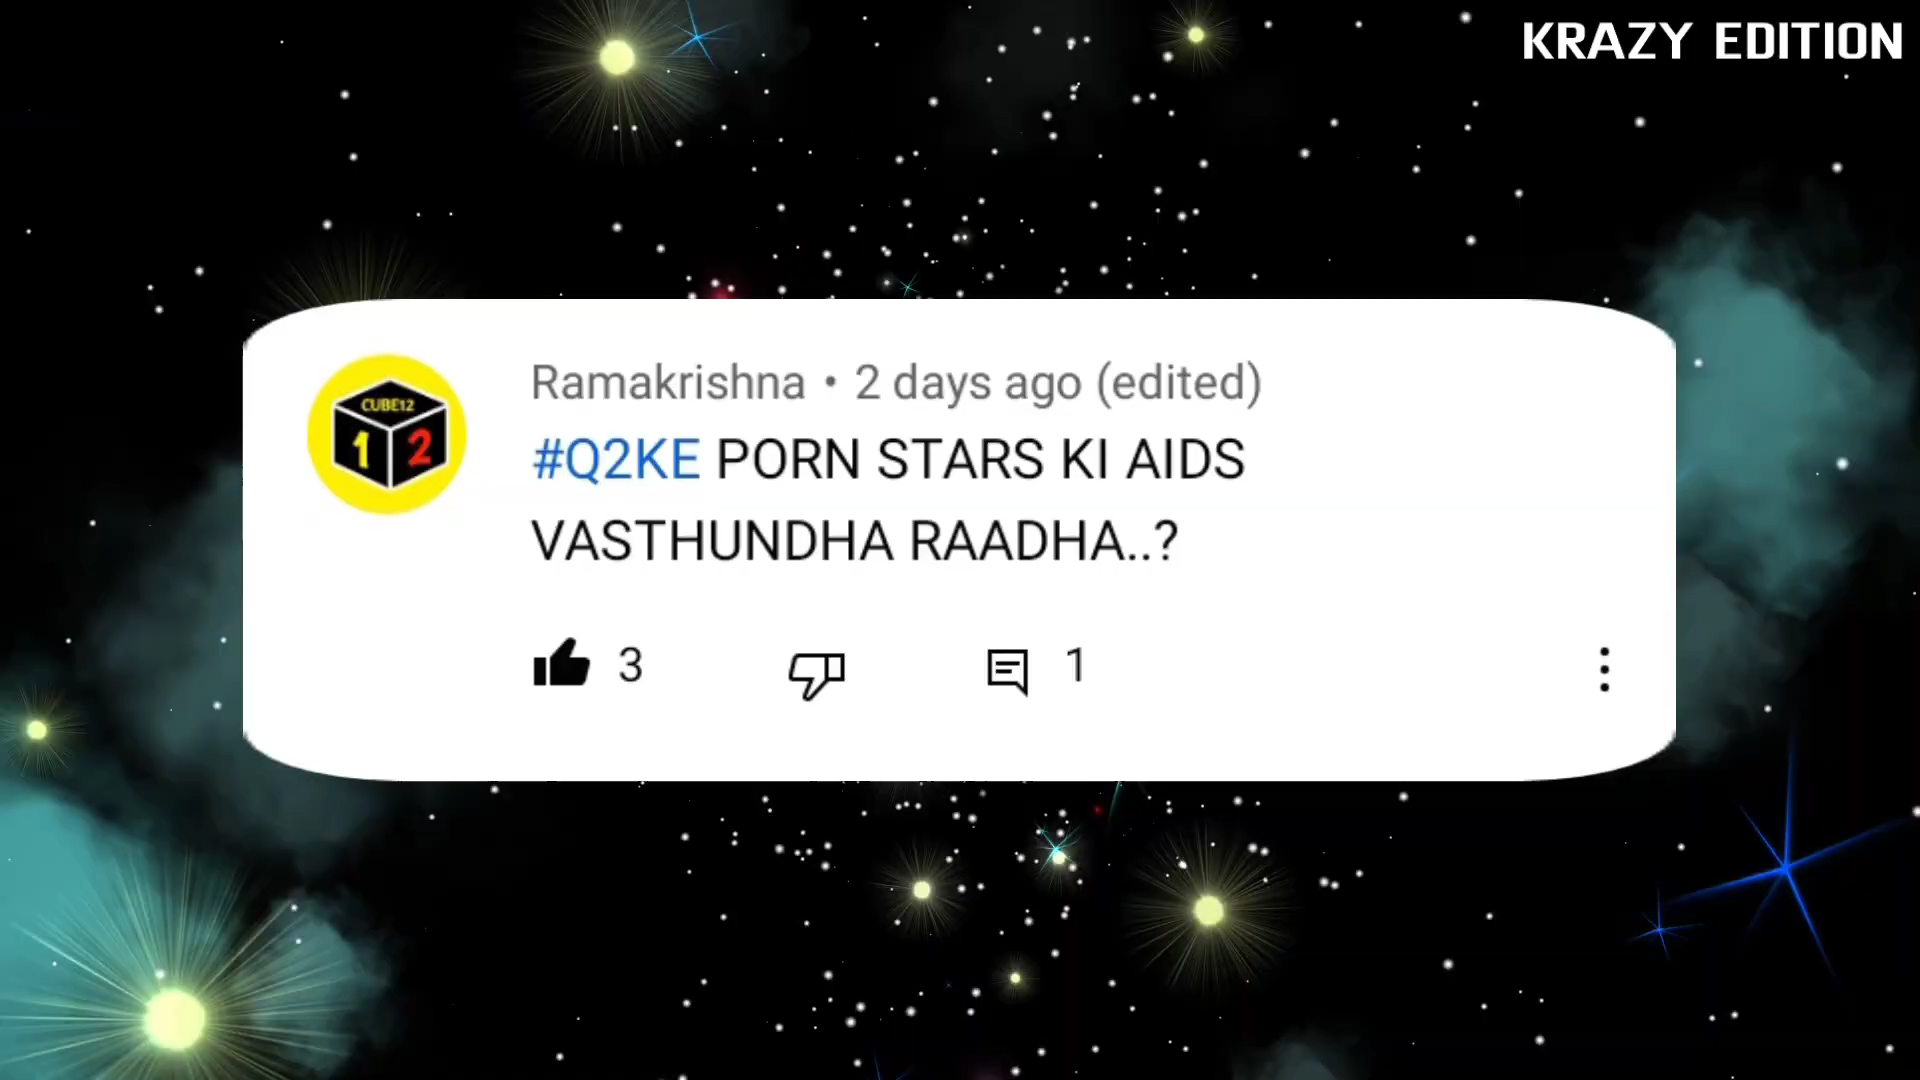 KRAZY EDITION
Ramakrishna • 2 days ago (edited)
CUBE12
1 2
#Q2KE PORN STARS KI AIDS
VASTHUNDHA RAADHA..?
3 1